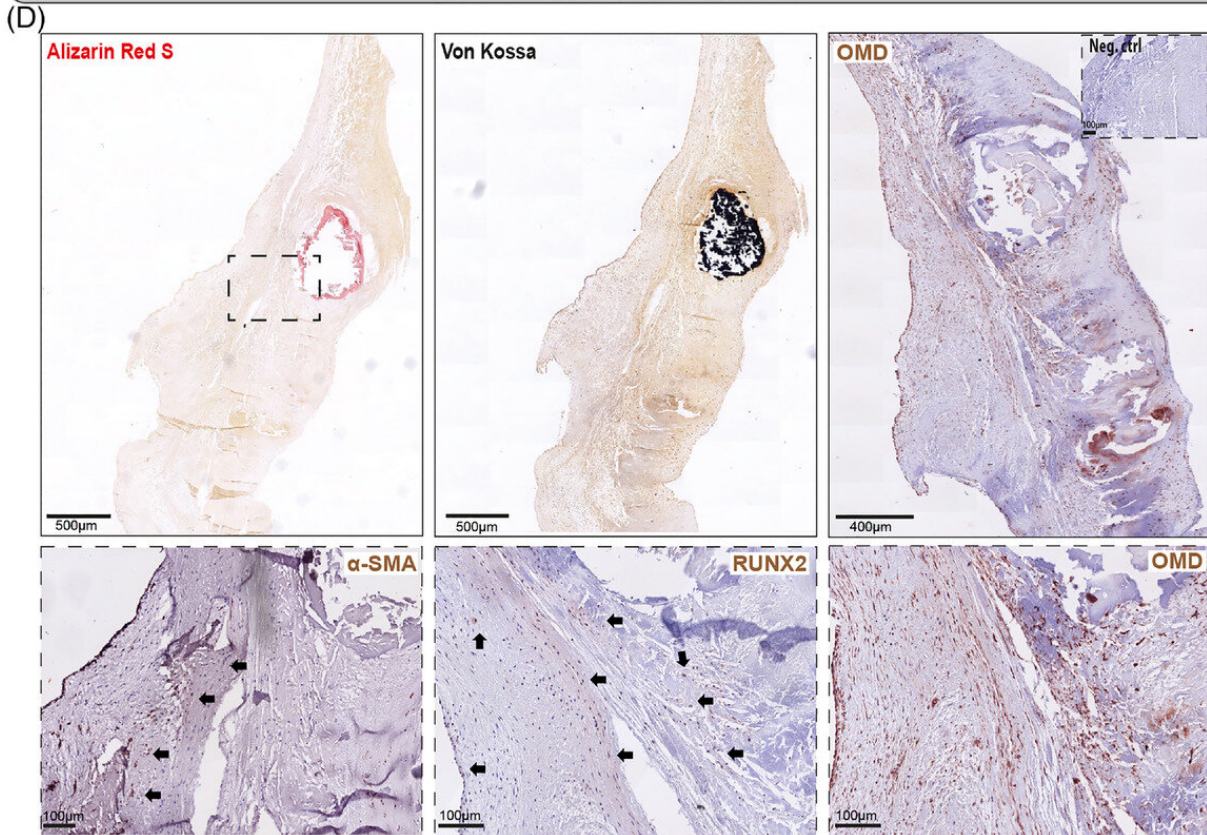 (D)
Alizarin Red S
Von Kossa
OMD
Neg. ctrl
100µm
500µm
500µm
400µm
α-SMA
RUNX2
OMD
100µm
100µm
100µm